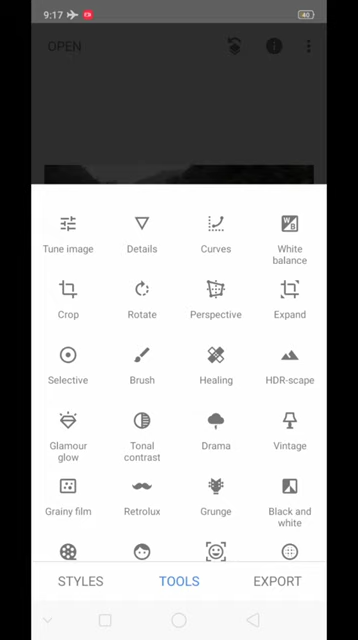 9:17
40
OPEN
Tune image Details Curves White balance
Crop Rotate Perspective Expand
Selective Brush Healing HDR-scape
Glamour glow Tonal contrast Drama Vintage
Grainy film Retrolux Grunge Black and white
STYLES TOOLS EXPORT